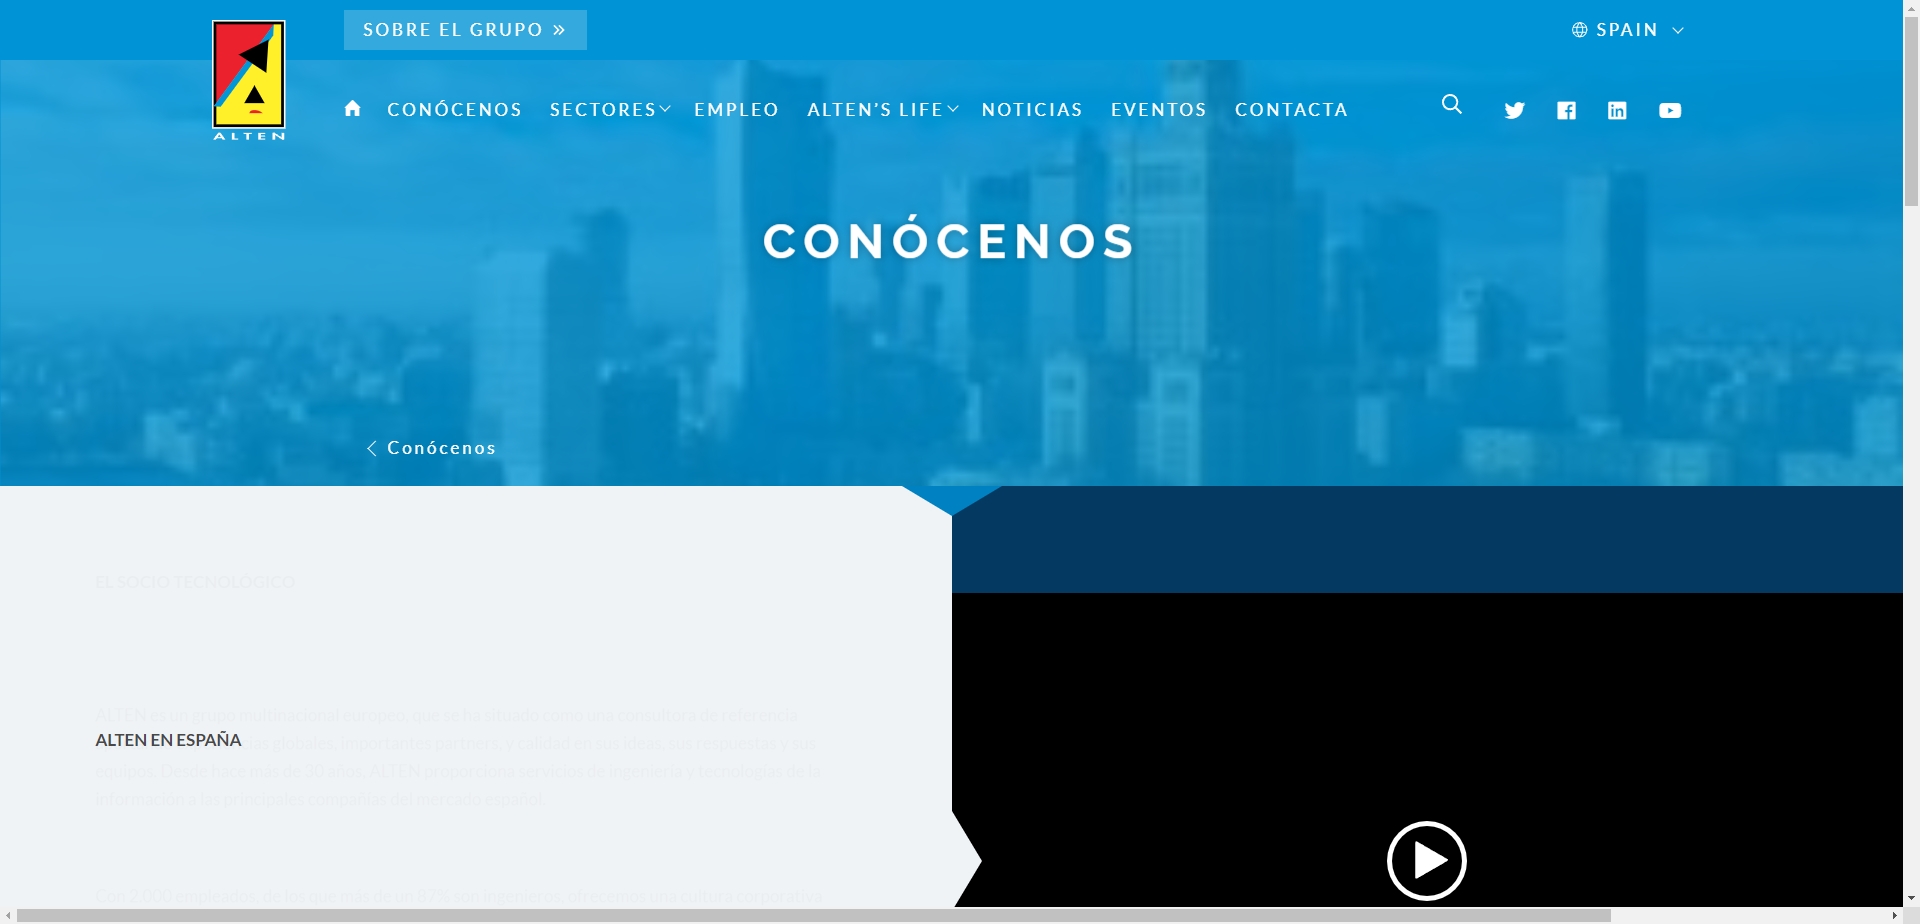 SOBRE EL GRUPO »
SPAIN
ALTEN
CONÓCENOS SECTORES EMPLEO ALTEN'S LIFE NOTICIAS EVENTOS CONTACTA
CONÓCENOS
Conócenos
EL SOCIO TECNOLÓGICO
ALTEN es un grupo multinacional europeo, que se ha situado como una consultora de referencia
ALTEN EN ESPAÑA
globales, importantes partners, y calidad en sus ideas, sus respuestas y sus
equipos. Desde hace más de 30 años, ALTEN proporciona servicios de ingeniería y tecnologías de la
información a las principales compañías del mercado español.
Con 2.000 empleados, de los que más de un 87% son ingenieros, ofrecemos una cultura corporativa